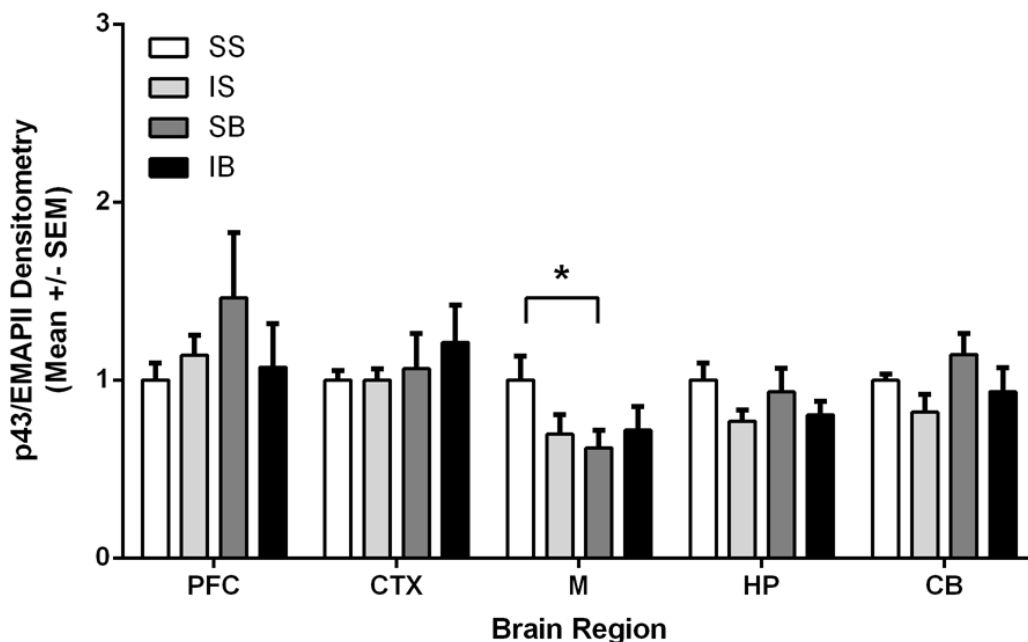 3
SS
IS
SB
IB
p43/EMAPII Densitometry
(Mean +/- SEM)
2
*
1
0
PFC CTX M HP CB
Brain Region